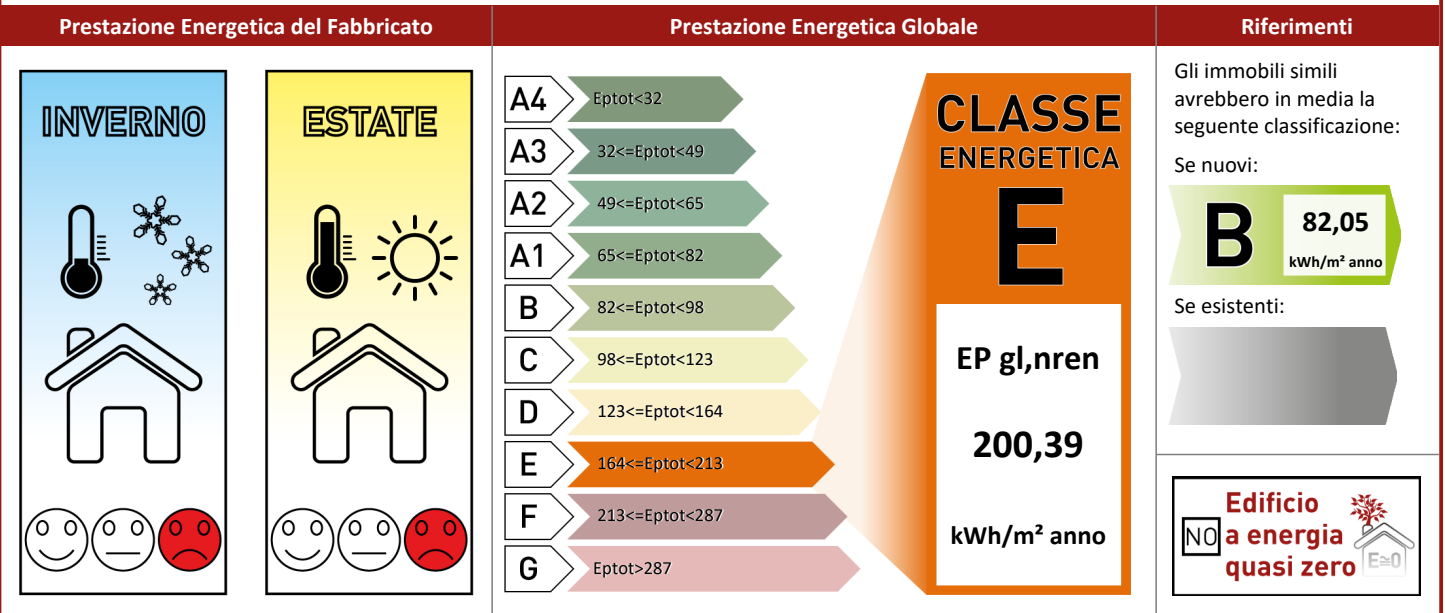 Prestazione Energetica del Fabbricato
Prestazione Energetica Globale
Riferimenti
INVERNO
ESTATE
A4
Eptot<32
A3
32<=Eptot<49
A2
49<=Eptot<65
A1
65<=Eptot<82
B
82<=Eptot<98
C
98<=Eptot<123
D
123<=Eptot<164
E
164<=Eptot<213
F
213<=Eptot<287
G
Eptot>287
CLASSE
ENERGETICA
E
EP gl,nren
200,39
kWh/m² anno
Gli immobili simili
avrebbero in media la
seguente classificazione:
Se nuovi:
B
82,05
kWh/m² anno
Se esistenti:
NO
Edificio
a energia
quasi zero
E≃0